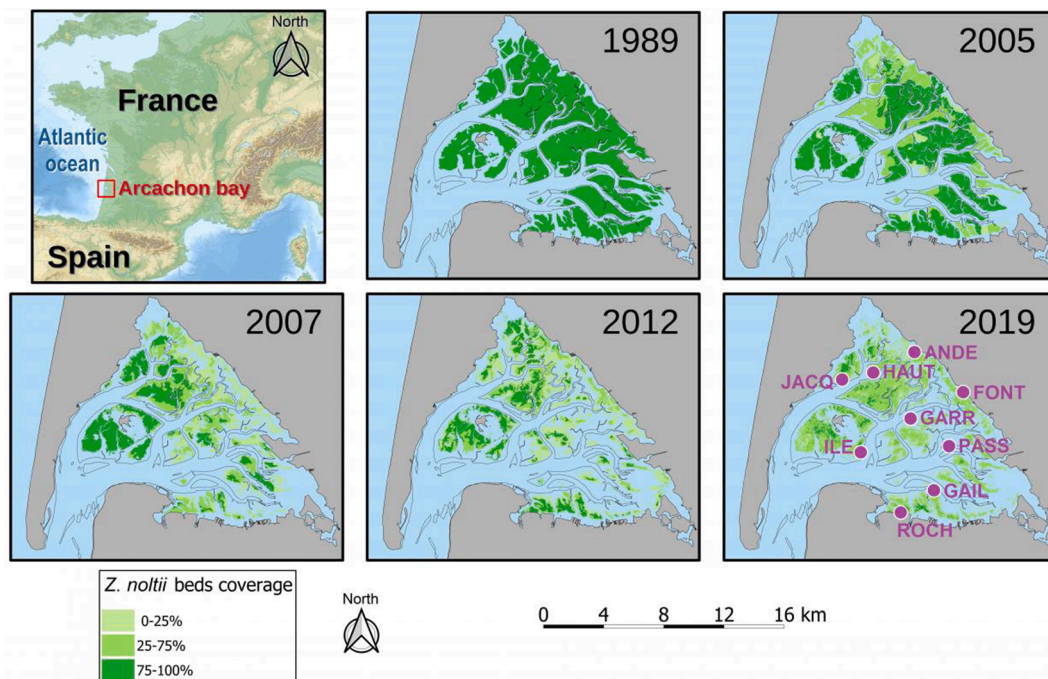 North
France
Atlantic
ocean
Arcachon bay
Spain
1989
2005
2007
2012
2019
ANDE
HAUT
JACQ
FONT
GARR
PASS
ILE
GAIL
ROCH
Z. noltii beds coverage
0-25%
25-75%
75-100%
North
0 4 8 12 16 km